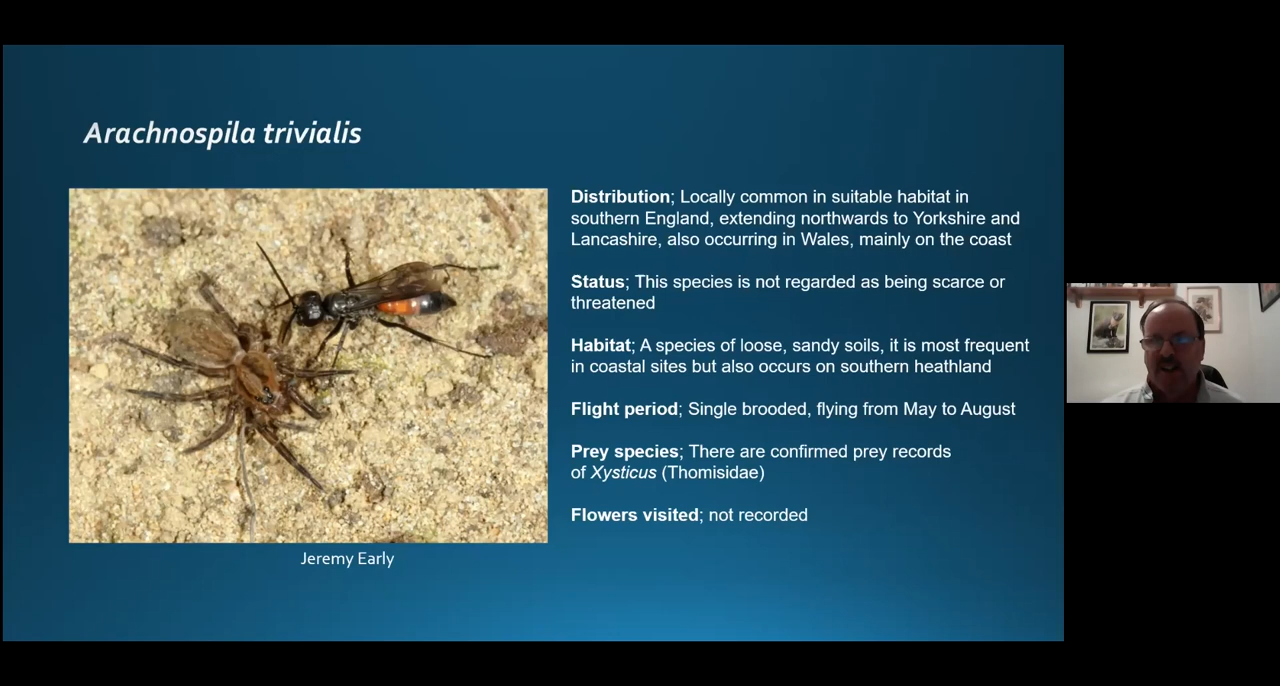 Arachnospila trivialis
Distribution; Locally common in suitable habitat in
southern England, extending northwards to Yorkshire and
Lancashire, also occurring in Wales, mainly on the coast
Status; This species is not regarded as being scarce or
threatened
Habitat; A species of loose, sandy soils, it is most frequent
in coastal sites but also occurs on southern heathland
Flight period; Single brooded, flying from May to August
Prey species; There are confirmed prey records
of Xysticus (Thomisidae)
Flowers visited; not recorded
Jeremy Early